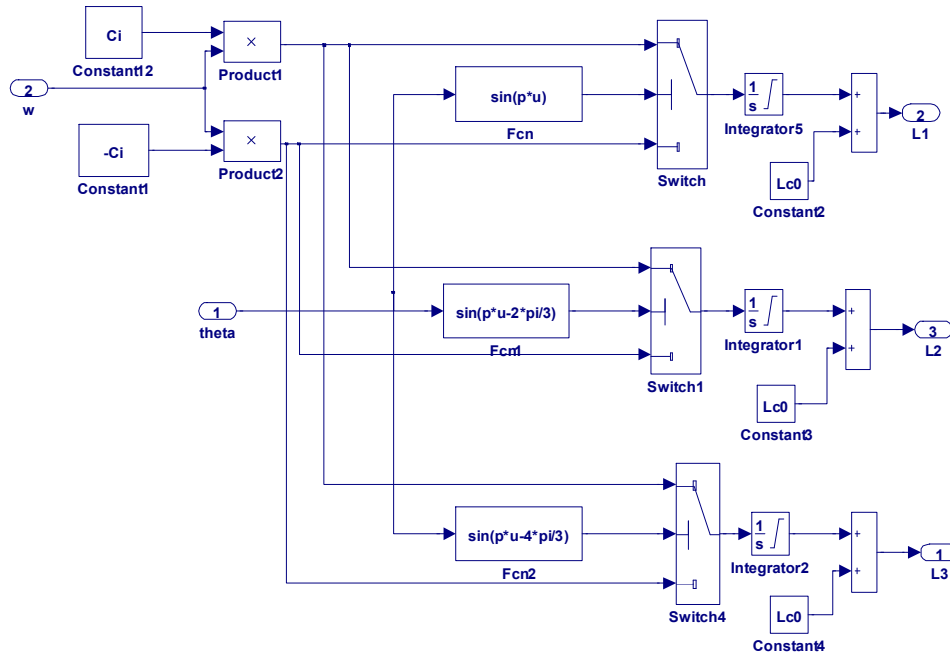 Ci
Constant12
×
Product1
2
w
-Ci
Constant1
×
Product2
sin(p*u)
Fcn
Switch
1
s
Integrator5
Lc0
Constant2
+
+
2
L1
1
theta
sin(p*u-2*pi/3)
Fcn1
Switch1
1
s
Integrator1
Lc0
Constant3
+
+
3
L2
sin(p*u-4*pi/3)
Fcn2
Switch4
1
s
Integrator2
Lc0
Constant4
+
+
1
L3